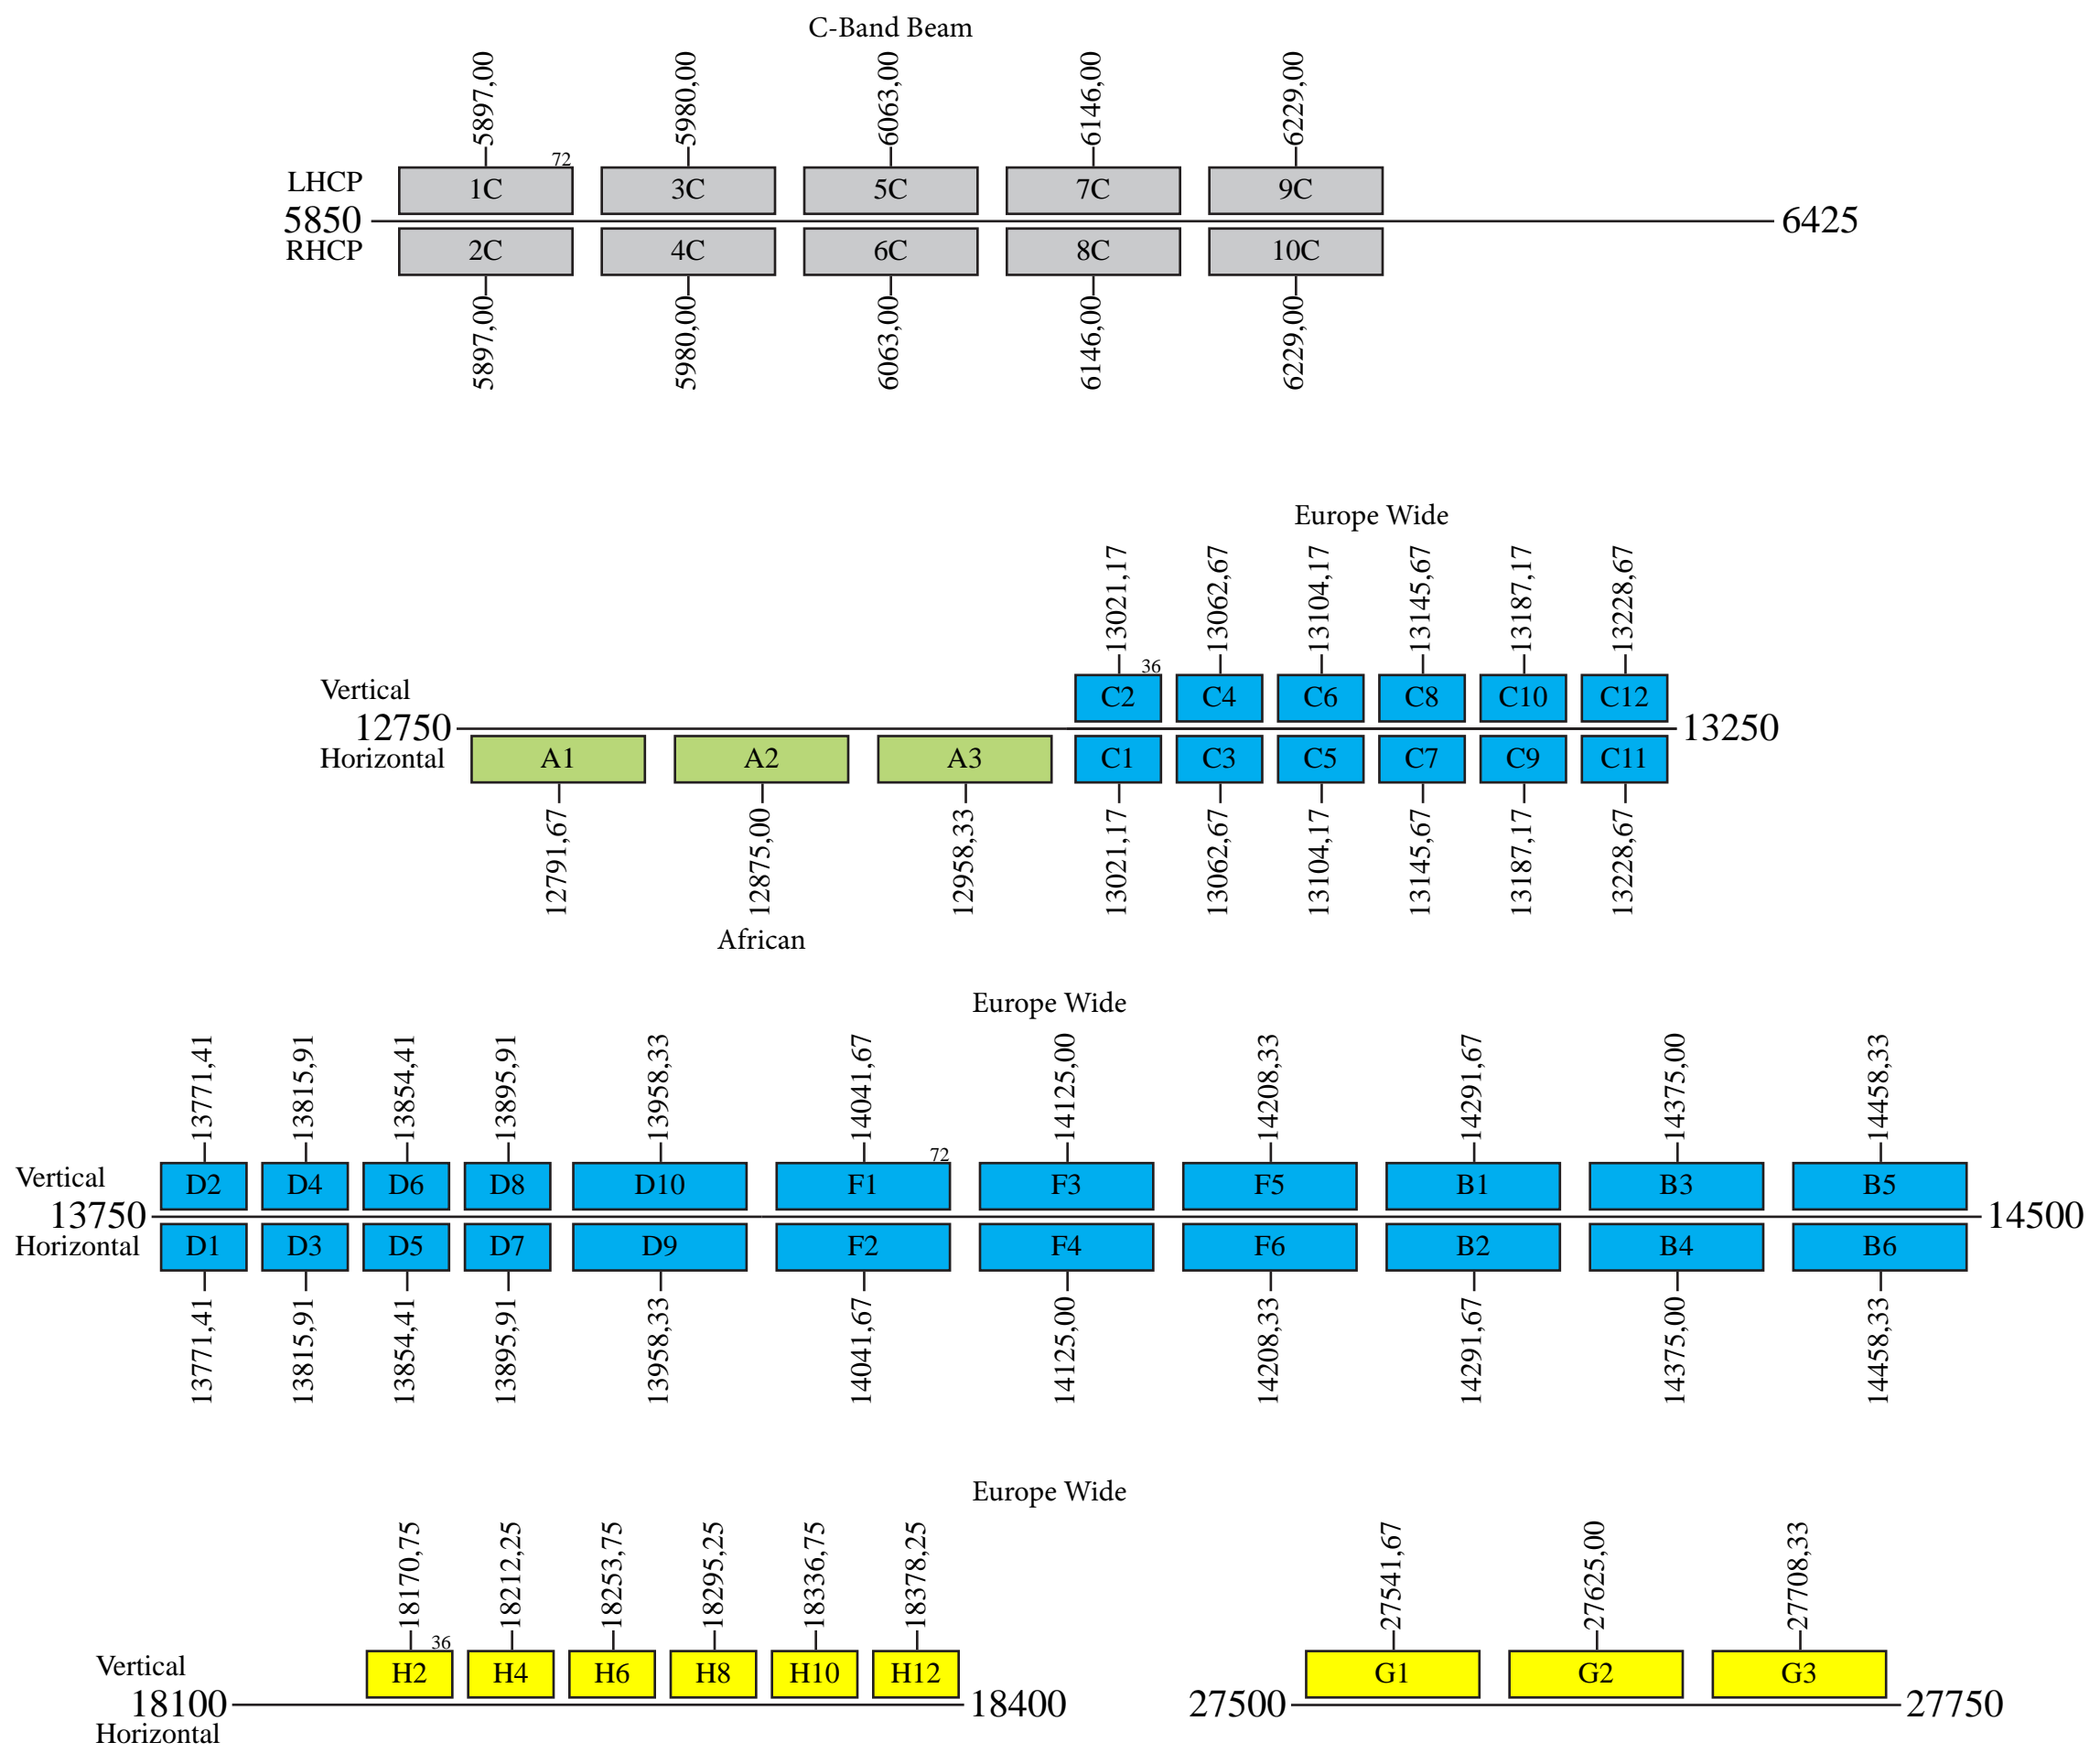 C-Band Beam
5897,00 5980,00 6063,00 6146,00 6229,00
72
LHCP 1C 3C 5C 7C 9C
5850 6425
RHCP 2C 4C 6C 8C 10C
5897,00 5980,00 6063,00 6146,00 6229,00
Europe Wide
13021,17 13062,67 13104,17 13145,67 13187,17 13228,67
36
Vertical C2 C4 C6 C8 C10 C12
12750 13250
Horizontal A1 A2 A3 C1 C3 C5 C7 C9 C11
12791,67 12875,00 12958,33 13021,17 13062,67 13104,17 13145,67 13187,17 13228,67
African
Europe Wide
13771,41 13815,91 13854,41 13895,91 13958,33 14041,67 14125,00 14208,33 14291,67 14375,00 14458,33
72
Vertical D2 D4 D6 D8 D10 F1 F3 F5 B1 B3 B5
13750 14500
Horizontal D1 D3 D5 D7 D9 F2 F4 F6 B2 B4 B6
13771,41 13815,91 13854,41 13895,91 13958,33 14041,67 14125,00 14208,33 14291,67 14375,00 14458,33
Europe Wide
18170,75 18212,25 18253,75 18295,25 18336,75 18378,25 27541,67 27625,00 27708,33
36
Vertical H2 H4 H6 H8 H10 H12 G1 G2 G3
18100 18400 27500 27750
Horizontal